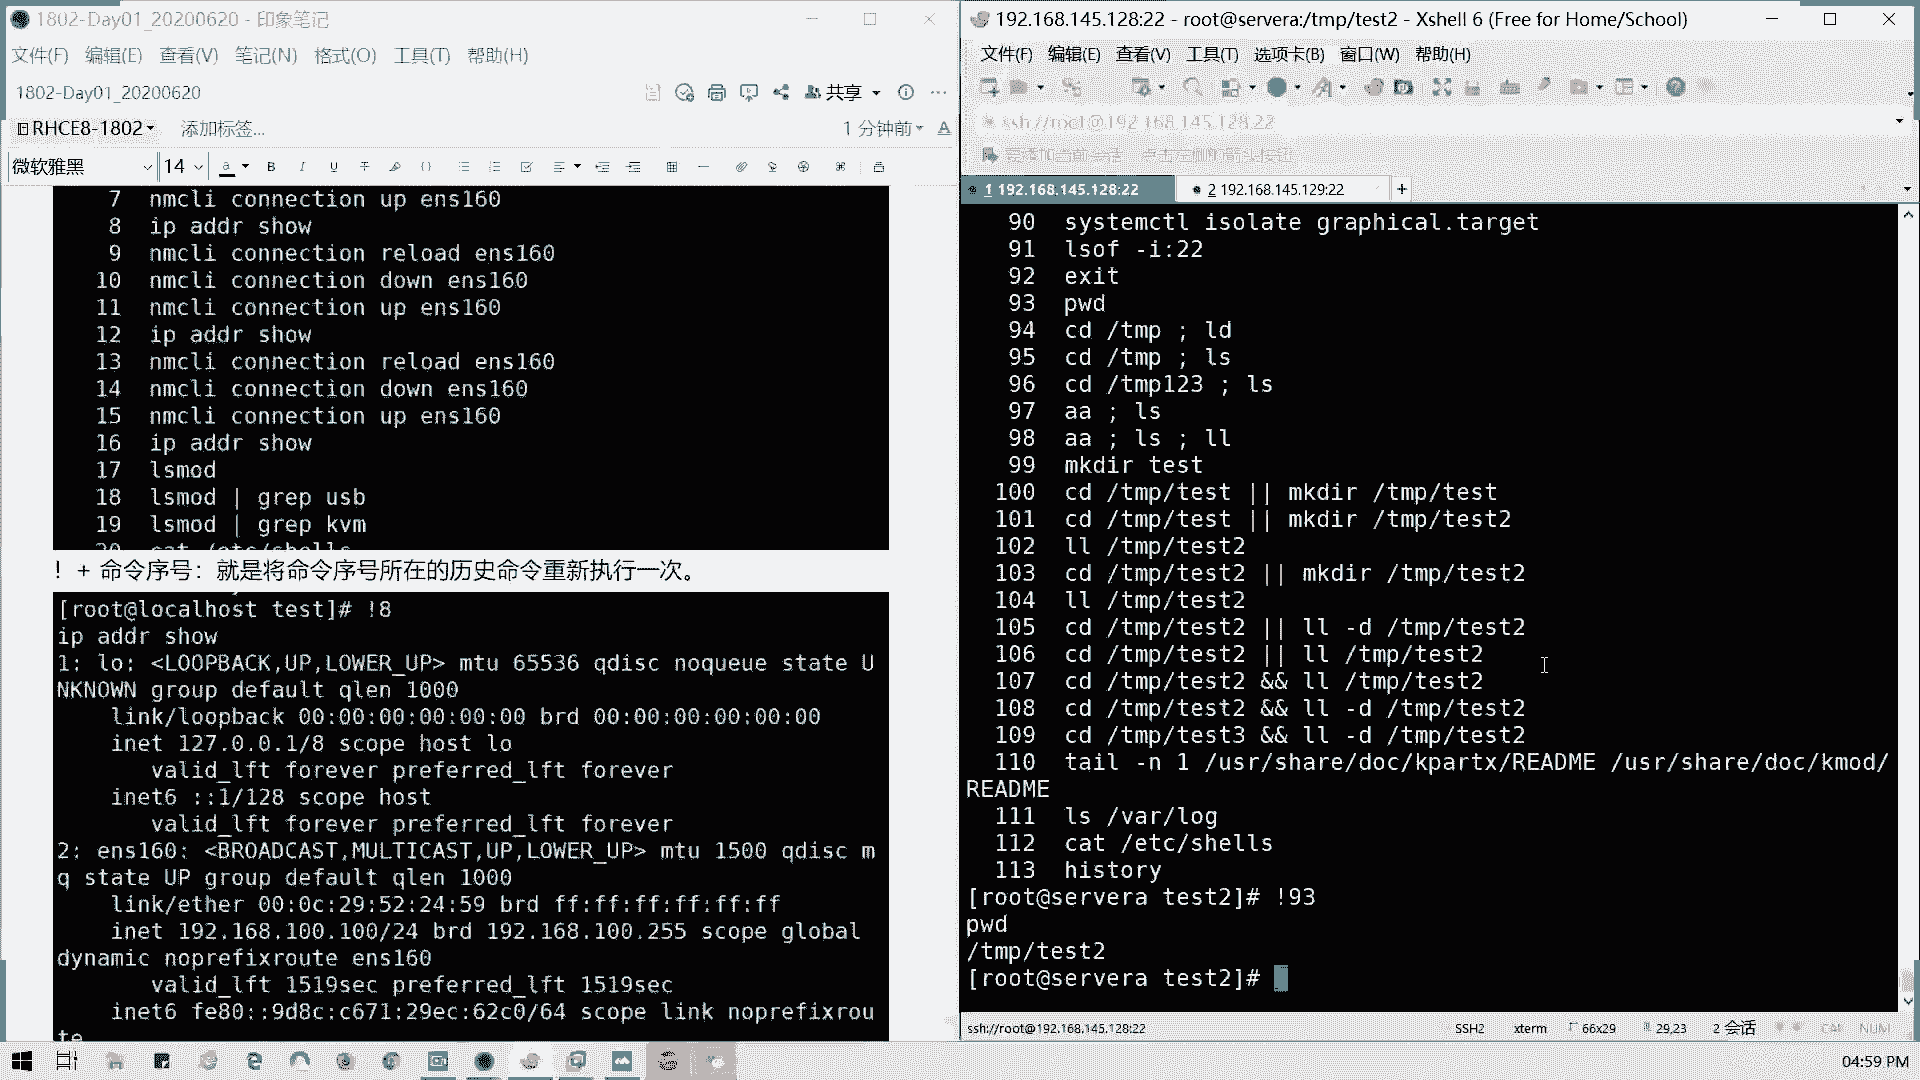 1802-Day01_20200620 - 印象笔记
文件(F) 编辑(E) 查看(V) 笔记(N) 格式(O) 工具(T) 帮助(H)
1802-Day01_20200620
共享
RHCE8-1802
添加标签...
1 分钟前
微软雅黑 14
7 nmcli connection up ens160
8 ip addr show
9 nmcli connection reload ens160
10 nmcli connection down ens160
11 nmcli connection up ens160
12 ip addr show
13 nmcli connection reload ens160
14 nmcli connection down ens160
15 nmcli connection up ens160
16 ip addr show
17 lsmod
18 lsmod | grep usb
19 lsmod | grep kvm
20 cat /etc/shells
! + 命令序号：就是将命令序号所在的历史命令重新执行一次。
[root@localhost test]# !8
ip addr show
1: lo: <LOOPBACK,UP,LOWER_UP> mtu 65536 qdisc noqueue state U
NKNOWN group default qlen 1000
link/loopback 00:00:00:00:00:00 brd 00:00:00:00:00:00
inet 127.0.0.1/8 scope host lo
valid_lft forever preferred_lft forever
inet6 ::1/128 scope host
valid_lft forever preferred_lft forever
2: ens160: <BROADCAST,MULTICAST,UP,LOWER_UP> mtu 1500 qdisc m
q state UP group default qlen 1000
link/ether 00:0c:29:52:24:59 brd ff:ff:ff:ff:ff:ff
inet 192.168.100.100/24 brd 192.168.100.255 scope global
dynamic noprefixroute ens160
valid_lft 1519sec preferred_lft 1519sec
inet6 fe80::9d8c:c671:29ec:62c0/64 scope link noprefixrou
te
192.168.145.128:22 - root@servera:/tmp/test2 - Xshell 6 (Free for Home/School)
文件(F) 编辑(E) 查看(V) 工具(T) 选项卡(B) 窗口(W) 帮助(H)
ssh://root@192.168.145.128:22
要添加当前会话，点击左侧的箭头按钮
1 192.168.145.128:22
2 192.168.145.129:22
+
90 systemctl isolate graphical.target
91 lsof -i:22
92 exit
93 pwd
94 cd /tmp ; ld
95 cd /tmp ; ls
96 cd /tmp123 ; ls
97 aa ; ls
98 aa ; ls ; ll
99 mkdir test
100 cd /tmp/test || mkdir /tmp/test
101 cd /tmp/test || mkdir /tmp/test2
102 ll /tmp/test2
103 cd /tmp/test2 || mkdir /tmp/test2
104 ll /tmp/test2
105 cd /tmp/test2 || ll -d /tmp/test2
106 cd /tmp/test2 || ll /tmp/test2
107 cd /tmp/test2 && ll /tmp/test2
108 cd /tmp/test2 && ll -d /tmp/test2
109 cd /tmp/test3 && ll -d /tmp/test2
110 tail -n 1 /usr/share/doc/kpartx/README /usr/share/doc/kmod/
README
111 ls /var/log
112 cat /etc/shells
113 history
[root@servera test2]# !93
pwd
/tmp/test2
[root@servera test2]#
ssh://root@192.168.145.128:22 SSH2 xterm 66x29 29,23 2 会话 CAP NUM
04:59 PM